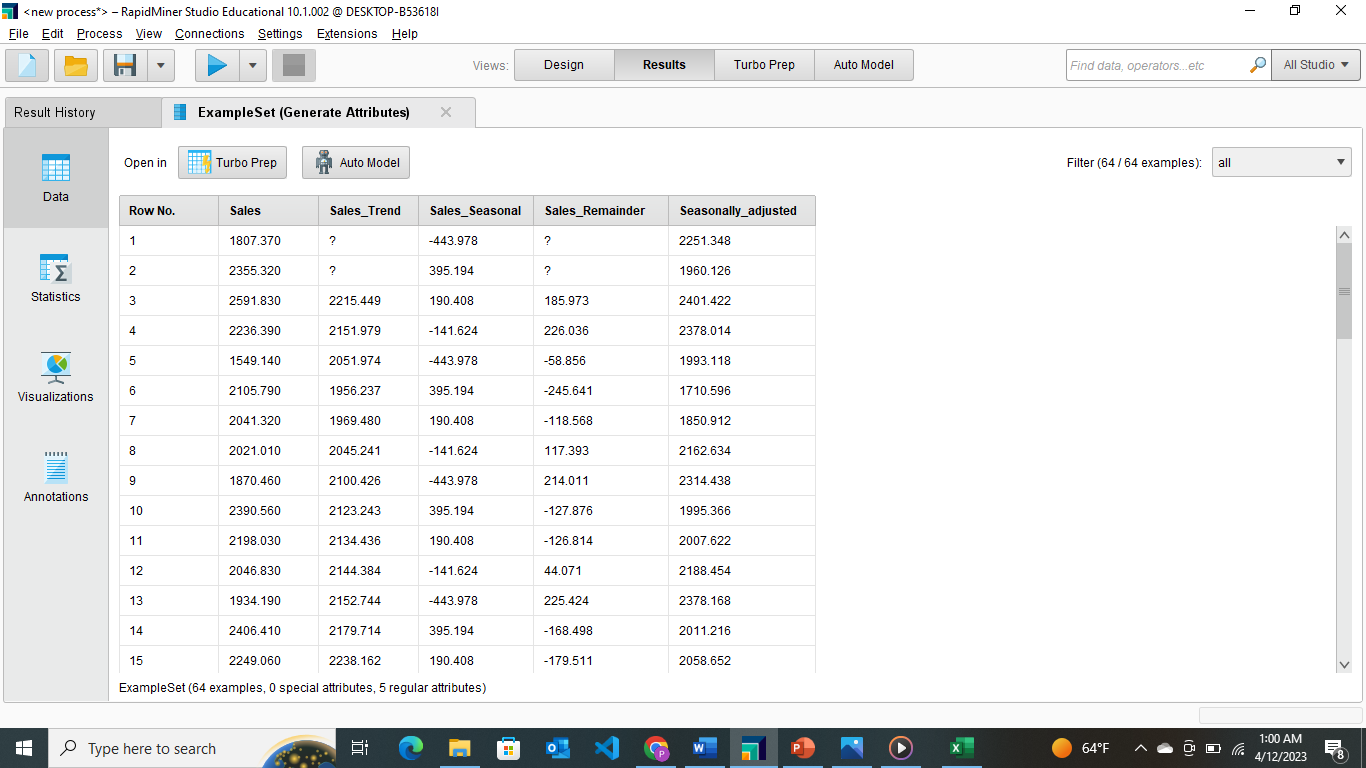 <new process*> – RapidMiner Studio Educational 10.1.002 @ DESKTOP-B53618I
File Edit Process View Connections Settings Extensions Help
Views: Design Results Turbo Prep Auto Model Find data, operators...etc All Studio
Result History ExampleSet (Generate Attributes)
Open in Turbo Prep Auto Model Filter (64 / 64 examples): all
Data
Statistics
Visualizations
Annotations
Row No. Sales Sales_Trend Sales_Seasonal Sales_Remainder Seasonally_adjusted
1 1807.370 ? -443.978 ? 2251.348
2 2355.320 ? 395.194 ? 1960.126
3 2591.830 2215.449 190.408 185.973 2401.422
4 2236.390 2151.979 -141.624 226.036 2378.014
5 1549.140 2051.974 -443.978 -58.856 1993.118
6 2105.790 1956.237 395.194 -245.641 1710.596
7 2041.320 1969.480 190.408 -118.568 1850.912
8 2021.010 2045.241 -141.624 117.393 2162.634
9 1870.460 2100.426 -443.978 214.011 2314.438
10 2390.560 2123.243 395.194 -127.876 1995.366
11 2198.030 2134.436 190.408 -126.814 2007.622
12 2046.830 2144.384 -141.624 44.071 2188.454
13 1934.190 2152.744 -443.978 225.424 2378.168
14 2406.410 2179.714 395.194 -168.498 2011.216
15 2249.060 2238.162 190.408 -179.511 2058.652
ExampleSet (64 examples, 0 special attributes, 5 regular attributes)
Type here to search 64°F 1:00 AM
4/12/2023 8